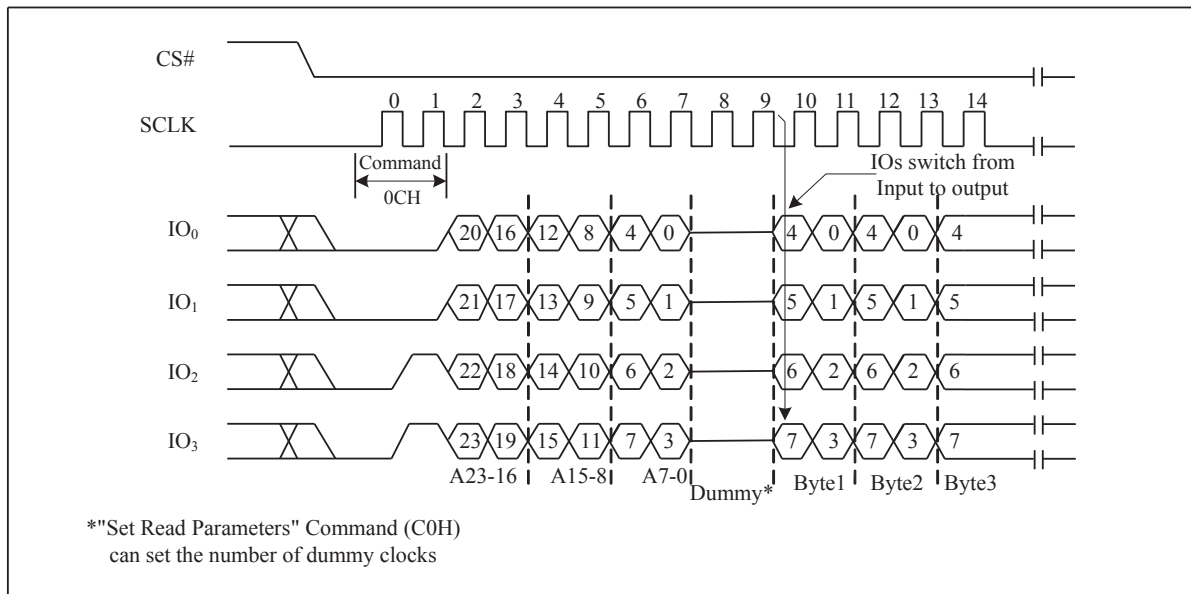 CS#
0 1 2 3 4 5 6 7 8 9 10 11 12 13 14
SCLK
Command
0CH
IOs switch from
Input to output
IO0 20 16 12 8 4 0 4 0 4 0 4
IO1 21 17 13 9 5 1 5 1 5 1 5
IO2 22 18 14 10 6 2 6 2 6 2 6
IO3 23 19 15 11 7 3 7 3 7 3 7
A23-16 A15-8 A7-0 Dummy* Byte1 Byte2 Byte3
*"Set Read Parameters" Command (C0H)
can set the number of dummy clocks